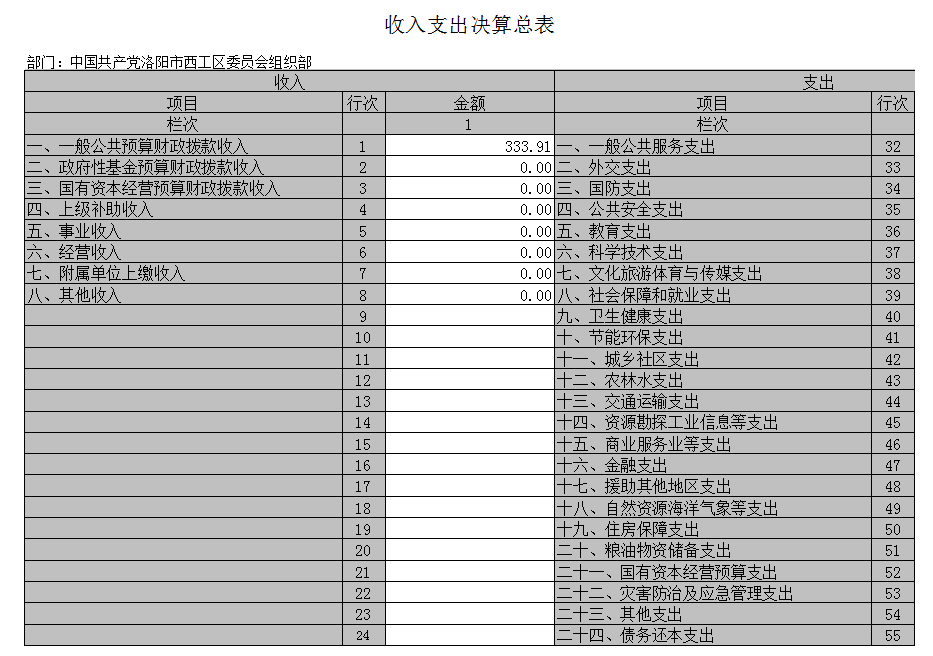 收入支出决算总表
部门：中国共产党洛阳市西工区委员会组织部
收入 支出
项目 行次 金额 项目 行次
栏次 1 栏次
一、一般公共预算财政拨款收入 1 333.91 一、一般公共服务支出 32
二、政府性基金预算财政拨款收入 2 0.00 二、外交支出 33
三、国有资本经营预算财政拨款收入 3 0.00 三、国防支出 34
四、上级补助收入 4 0.00 四、公共安全支出 35
五、事业收入 5 0.00 五、教育支出 36
六、经营收入 6 0.00 六、科学技术支出 37
七、附属单位上缴收入 7 0.00 七、文化旅游体育与传媒支出 38
八、其他收入 8 0.00 八、社会保障和就业支出 39
9 九、卫生健康支出 40
10 十、节能环保支出 41
11 十一、城乡社区支出 42
12 十二、农林水支出 43
13 十三、交通运输支出 44
14 十四、资源勘探工业信息等支出 45
15 十五、商业服务业等支出 46
16 十六、金融支出 47
17 十七、援助其他地区支出 48
18 十八、自然资源海洋气象等支出 49
19 十九、住房保障支出 50
20 二十、粮油物资储备支出 51
21 二十一、国有资本经营预算支出 52
22 二十二、灾害防治及应急管理支出 53
23 二十三、其他支出 54
24 二十四、债务还本支出 55